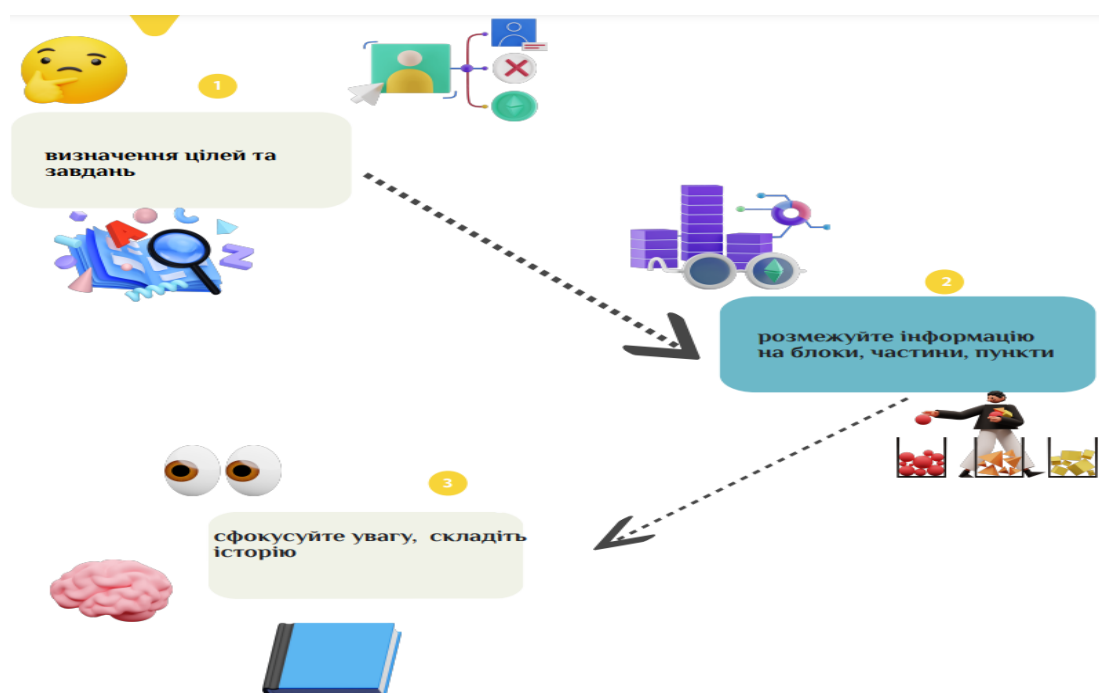 1
визначення цілей та
завдань
2
розмежуйте інформацію
на блоки, частини, пункти
3
сфокусуйте увагу, складіть
історію